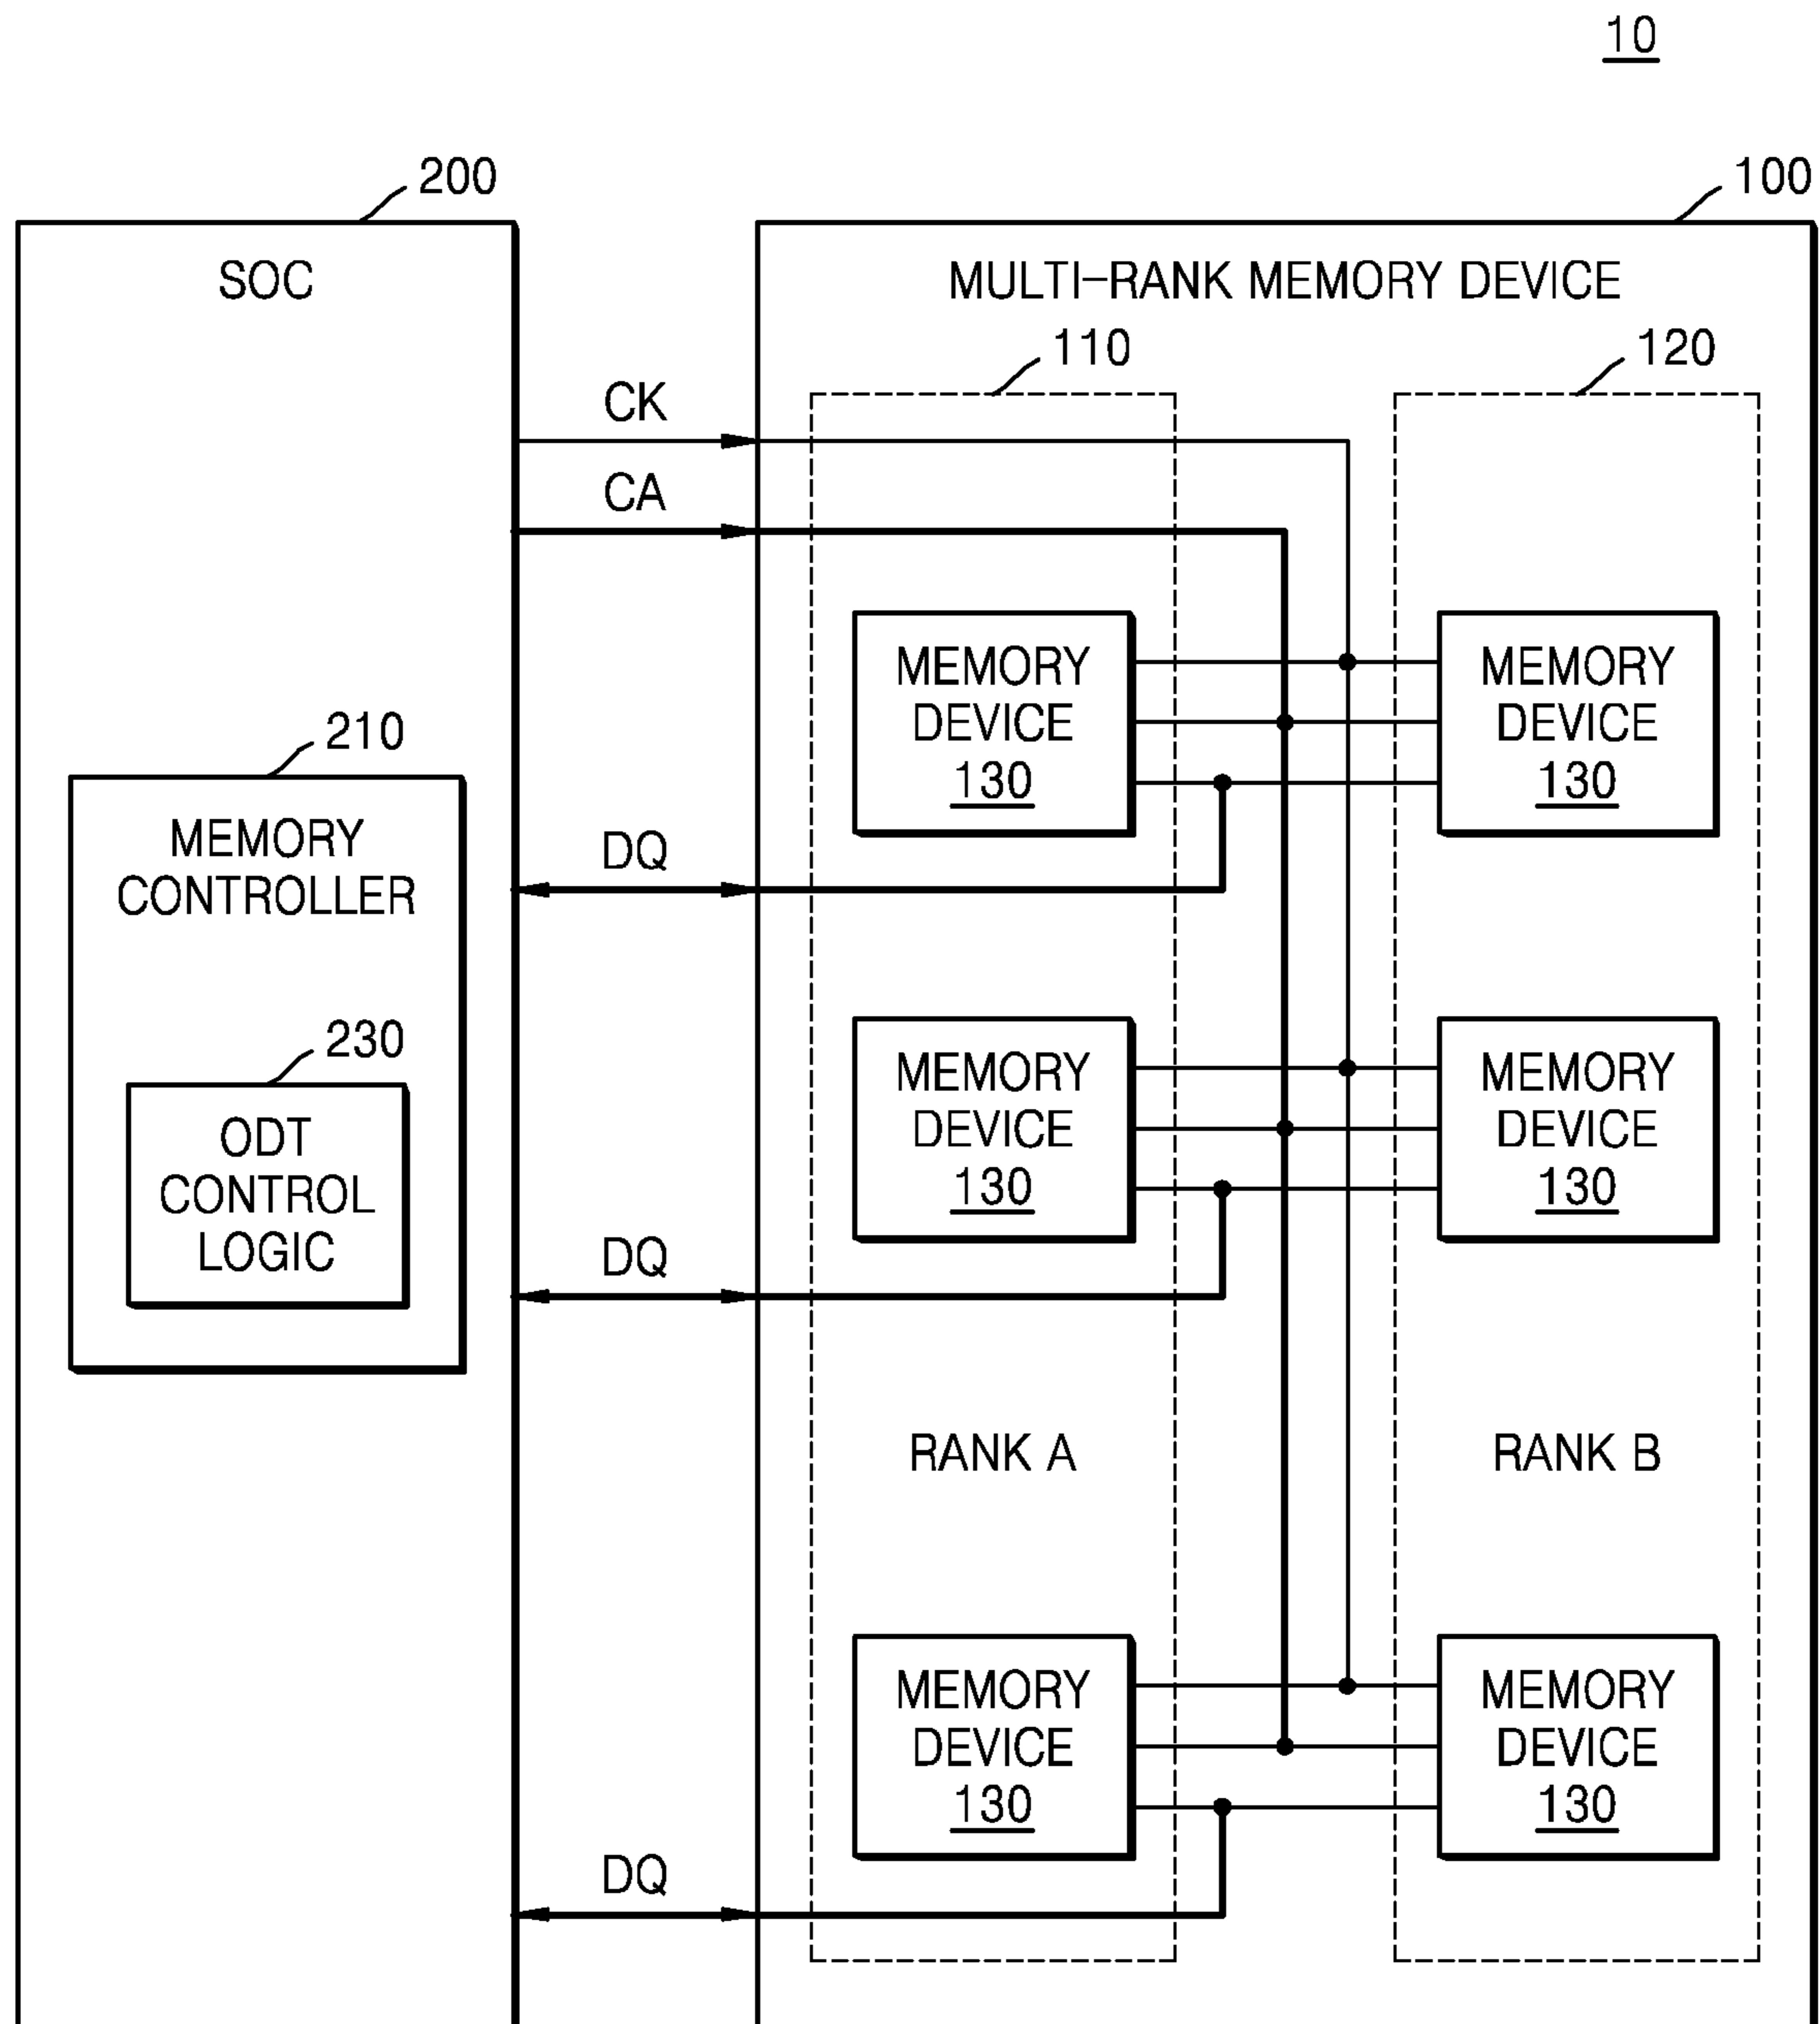 10
200
100
SOC
MULTI-RANK MEMORY DEVICE
110
120
CK
CA
MEMORY
DEVICE
130
MEMORY
DEVICE
130
210
MEMORY
CONTROLLER
DQ
230
ODT
CONTROL
LOGIC
MEMORY
DEVICE
130
MEMORY
DEVICE
130
DQ
RANK A
RANK B
MEMORY
DEVICE
130
MEMORY
DEVICE
130
DQ